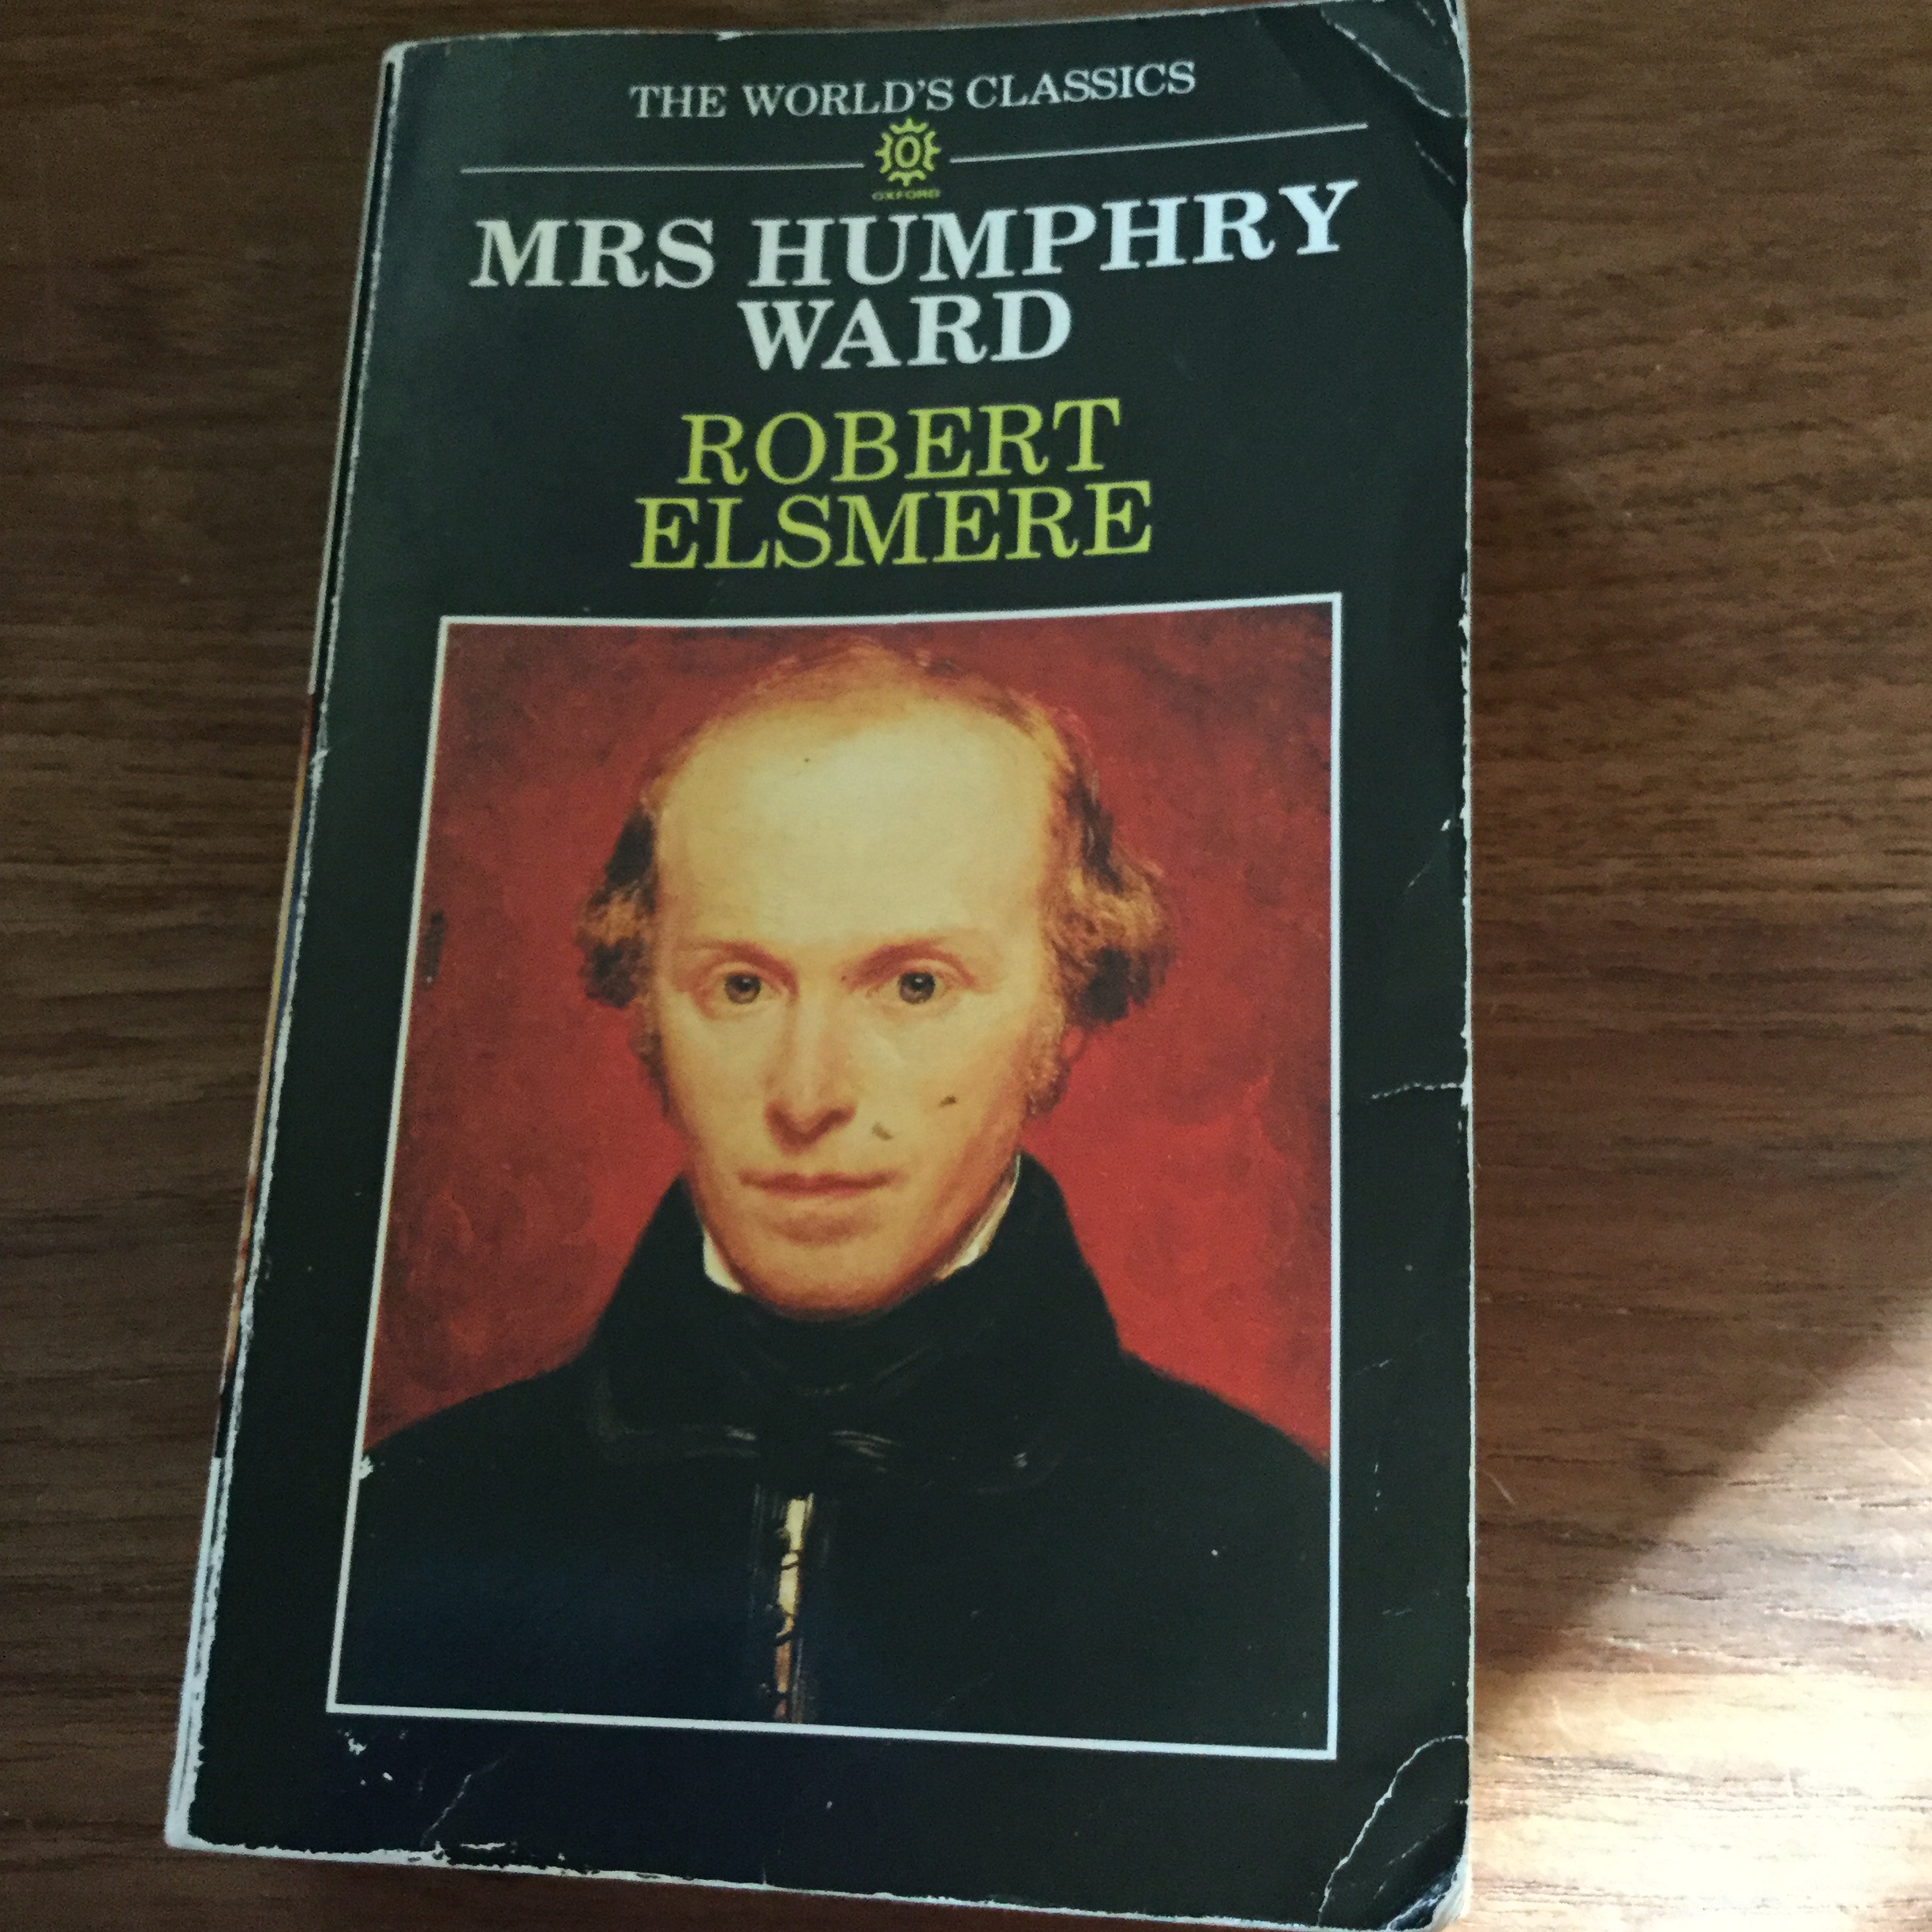 THE WORLD'S CLASSICS
O
OXFORD
MRS HUMPHRY
WARD
ROBERT
ELSMERE